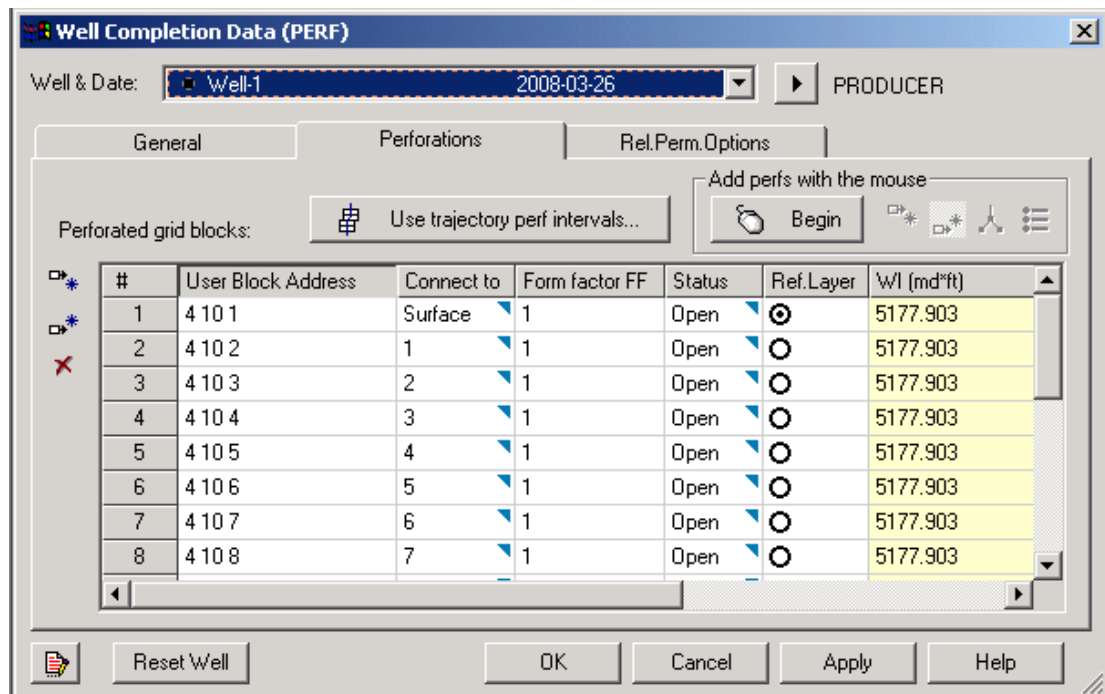 Well Completion Data (PERF)
Well & Date: Well-1 2008-03-26 PRODUCER
General Perforations Rel.Perm.Options
Add perfs with the mouse
Perforated grid blocks: Use trajectory perf intervals... Begin
# User Block Address Connect to Form factor FF Status Ref.Layer WI (md*ft)
1 4 10 1 Surface 1 Open 5177.903
2 4 10 2 1 1 Open 5177.903
3 4 10 3 2 1 Open 5177.903
4 4 10 4 3 1 Open 5177.903
5 4 10 5 4 1 Open 5177.903
6 4 10 6 5 1 Open 5177.903
7 4 10 7 6 1 Open 5177.903
8 4 10 8 7 1 Open 5177.903
Reset Well OK Cancel Apply Help